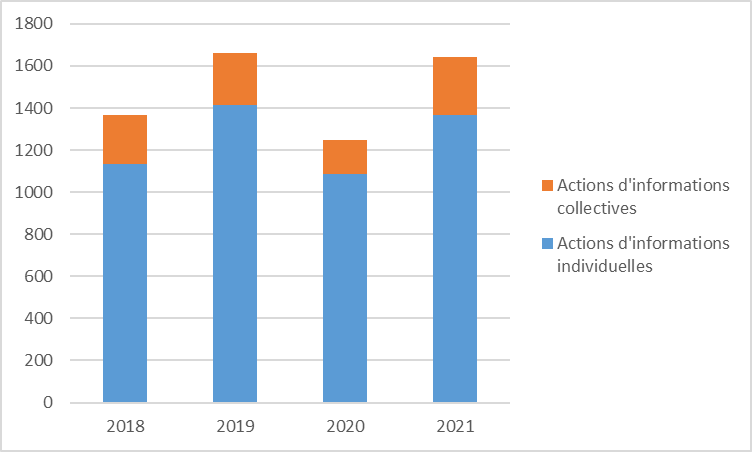 1800
1600
1400
1200
1000
800
600
400
200
0
2018 2019 2020 2021
Actions d'informations
collectives
Actions d'informations
individuelles